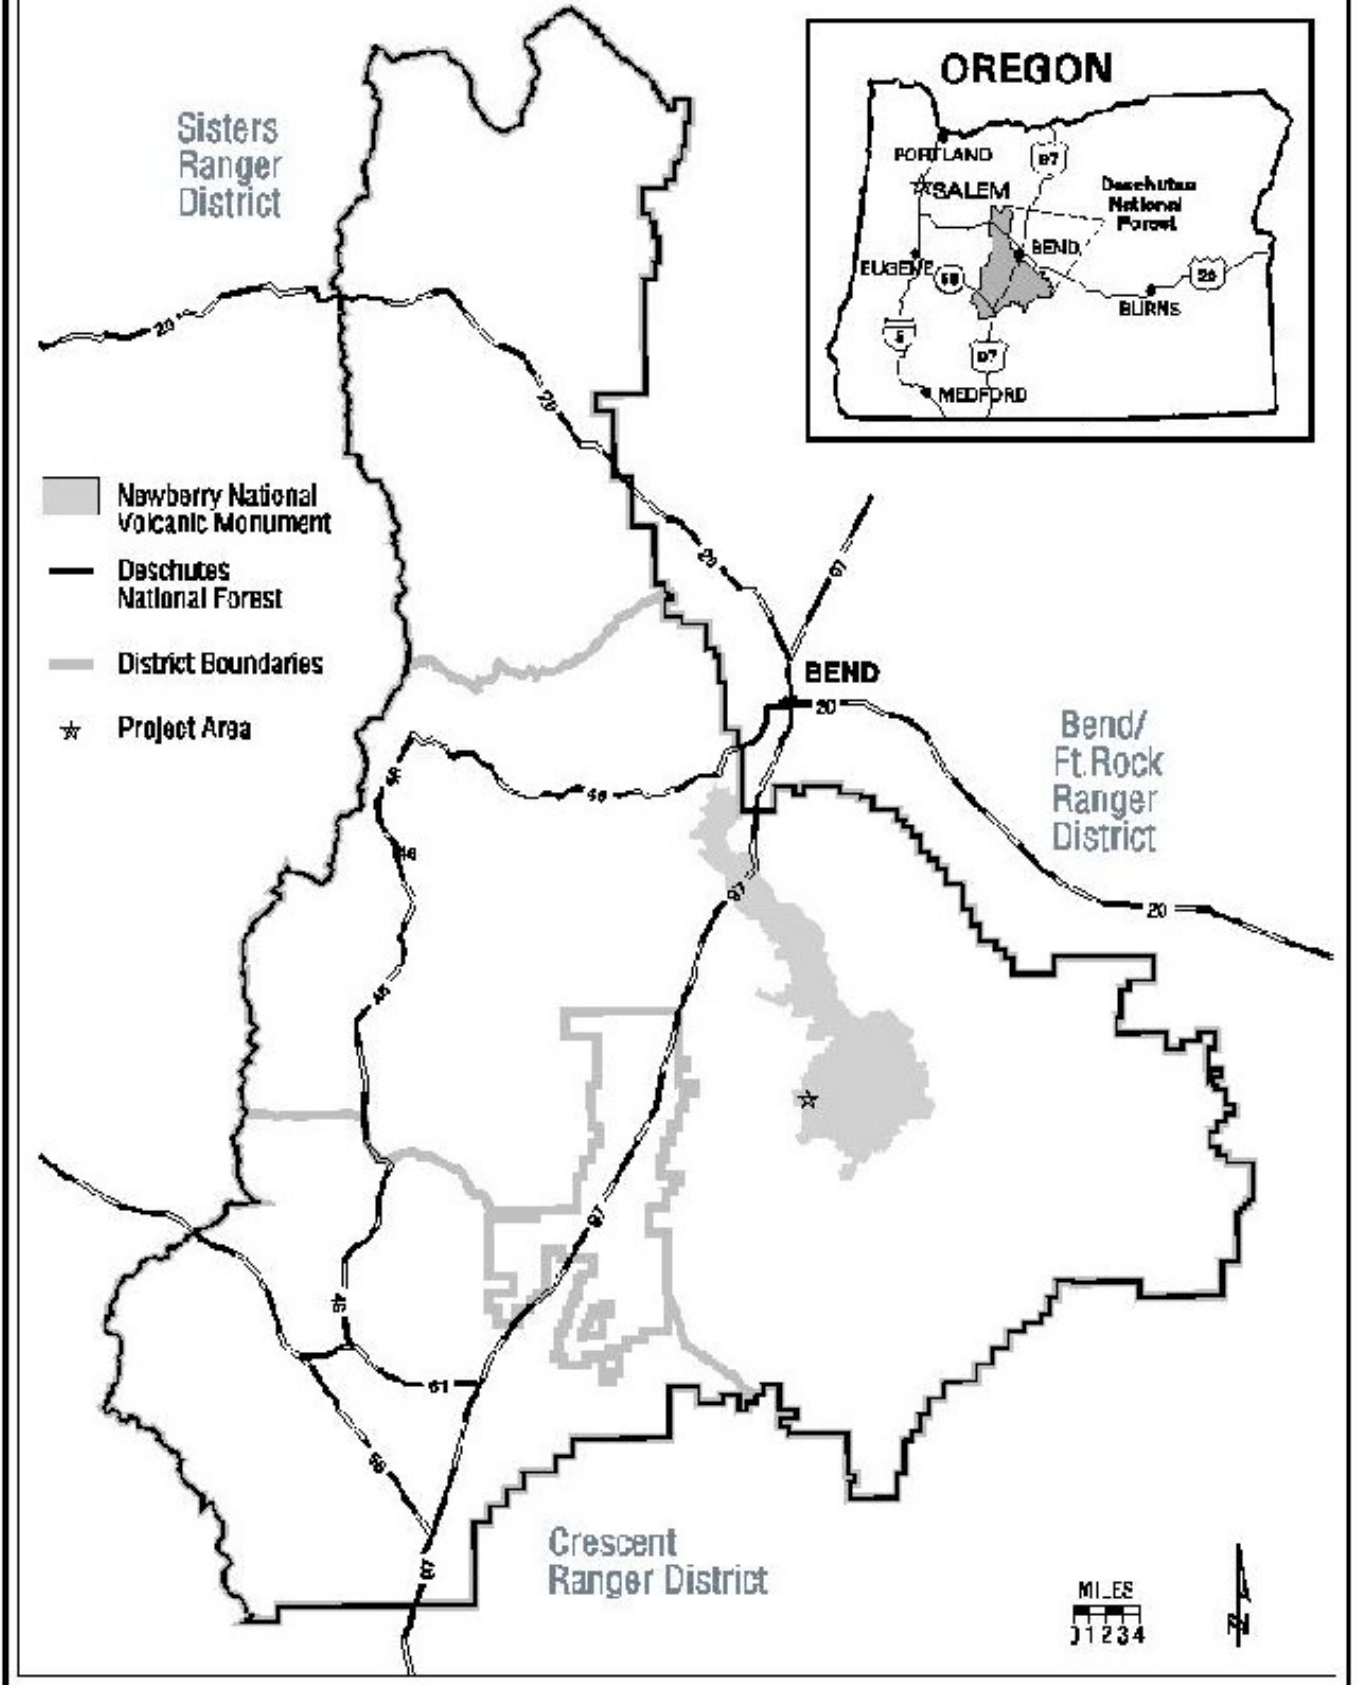 OREGON
PORTLAND
97
SALEM
Deschutes
National
Forest
BEND
EUGENE
58
20
BURNS
5
97
MEDFORD
Sisters
Ranger
District
20
20
20
97
Newberry National
Volcanic Monument
Deschutes
National Forest
District Boundaries
Project Area
BEND
20
Bend/
Ft. Rock
Ranger
District
46
46
46
97
20
46
97
46
61
58
97
Crescent
Ranger District
MILES
0 1 2 3 4
N